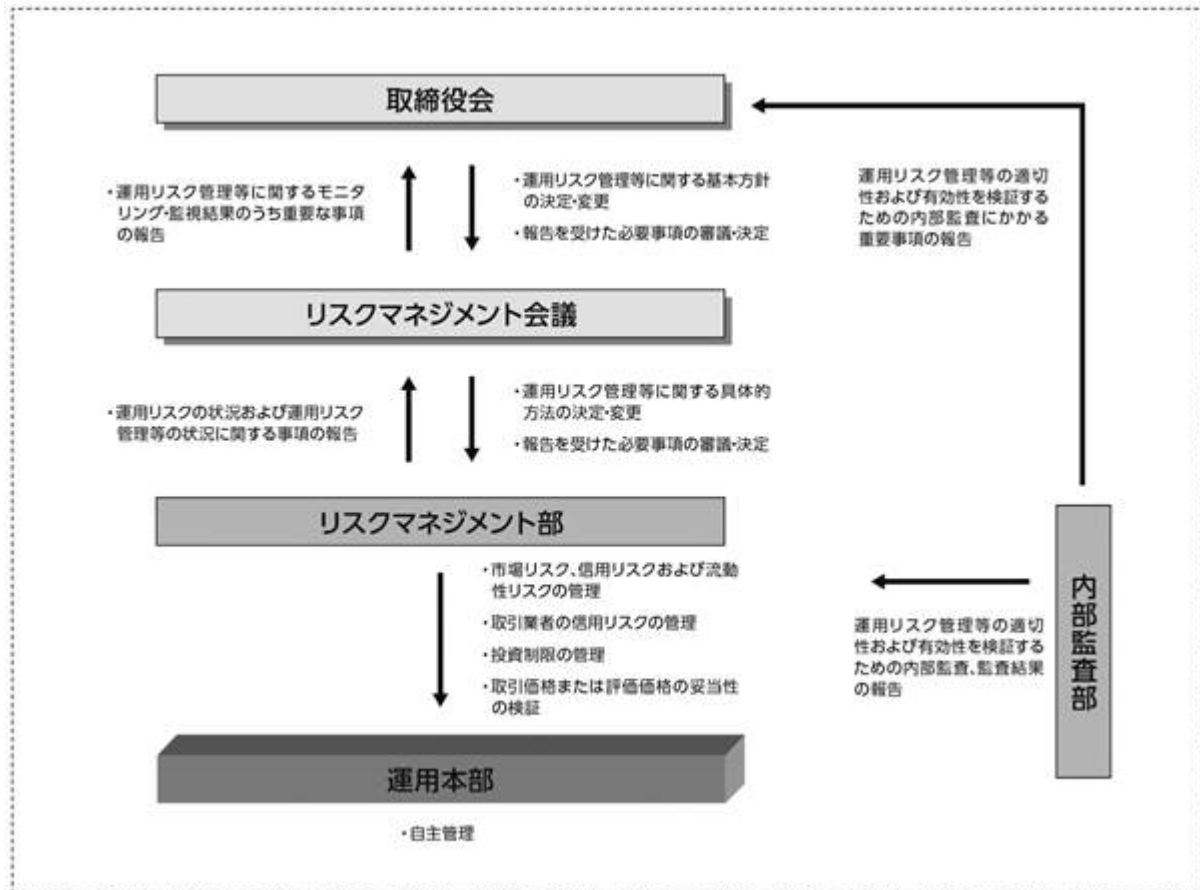 取締役会
・運用リスク管理等に関するモニタ
リング・監視結果のうち重要な事項
の報告
・運用リスク管理等に関する基本方針
の決定・変更
・報告を受けた必要事項の審議・決定
運用リスク管理等の適切
性および有効性を検証する
ための内部監査にかかる
重要事項の報告
リスクマネジメント会議
・運用リスクの状況および運用リスク
管理等の状況に関する事項の報告
・運用リスク管理等に関する具体的
方法の決定・変更
・報告を受けた必要事項の審議・決定
リスクマネジメント部
・市場リスク、信用リスクおよび流動
性リスクの管理
・取引業者の信用リスクの管理
・投資制限の管理
・取引価格または評価価格の妥当性
の検証
運用リスク管理等の適切
性および有効性を検証する
ための内部監査、監査結果
の報告
内部監査部
運用本部
・自主管理